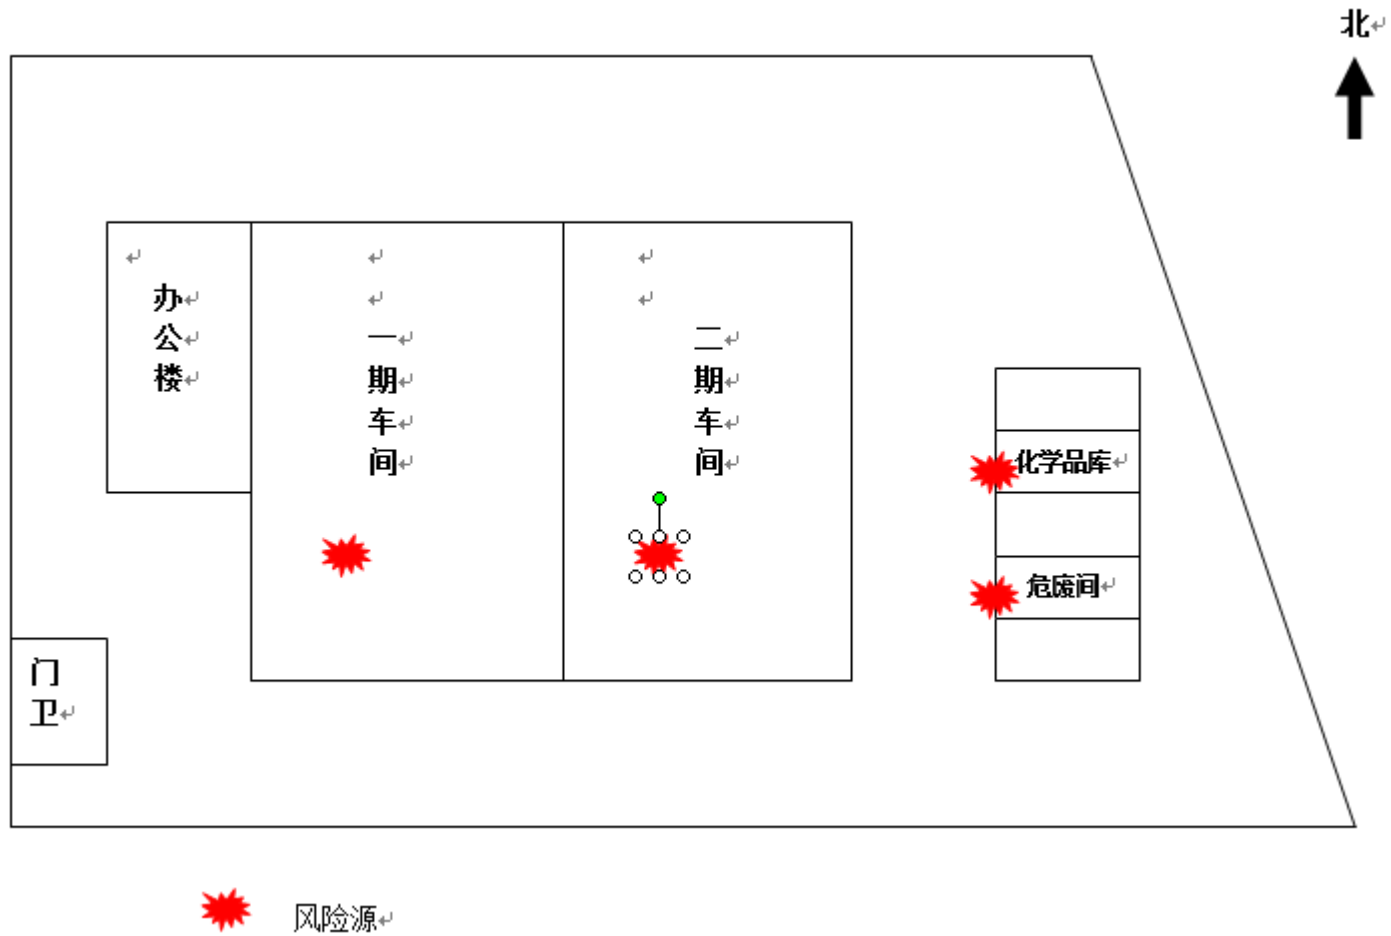 北
办
公
楼
一
期
车
间
二
期
车
间
化学品库
危废间
门
卫
风险源